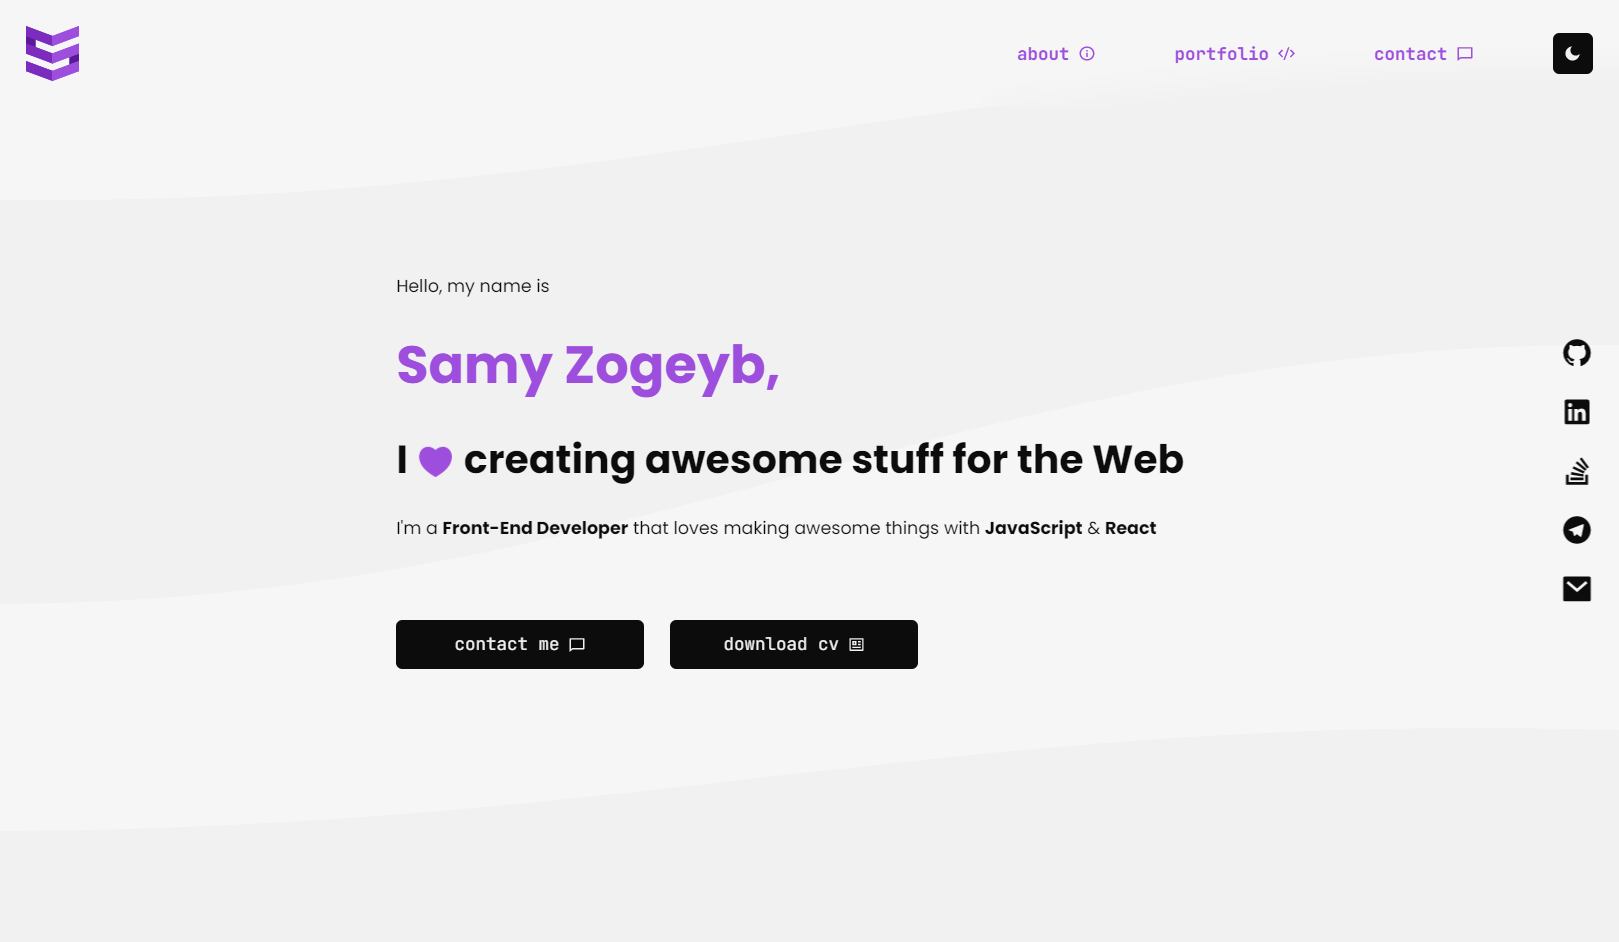 about
portfolio
contact
Hello, my name is
Samy Zogeyb,
I creating awesome stuff for the Web
I'm a Front-End Developer that loves making awesome things with JavaScript & React
contact me
download cv